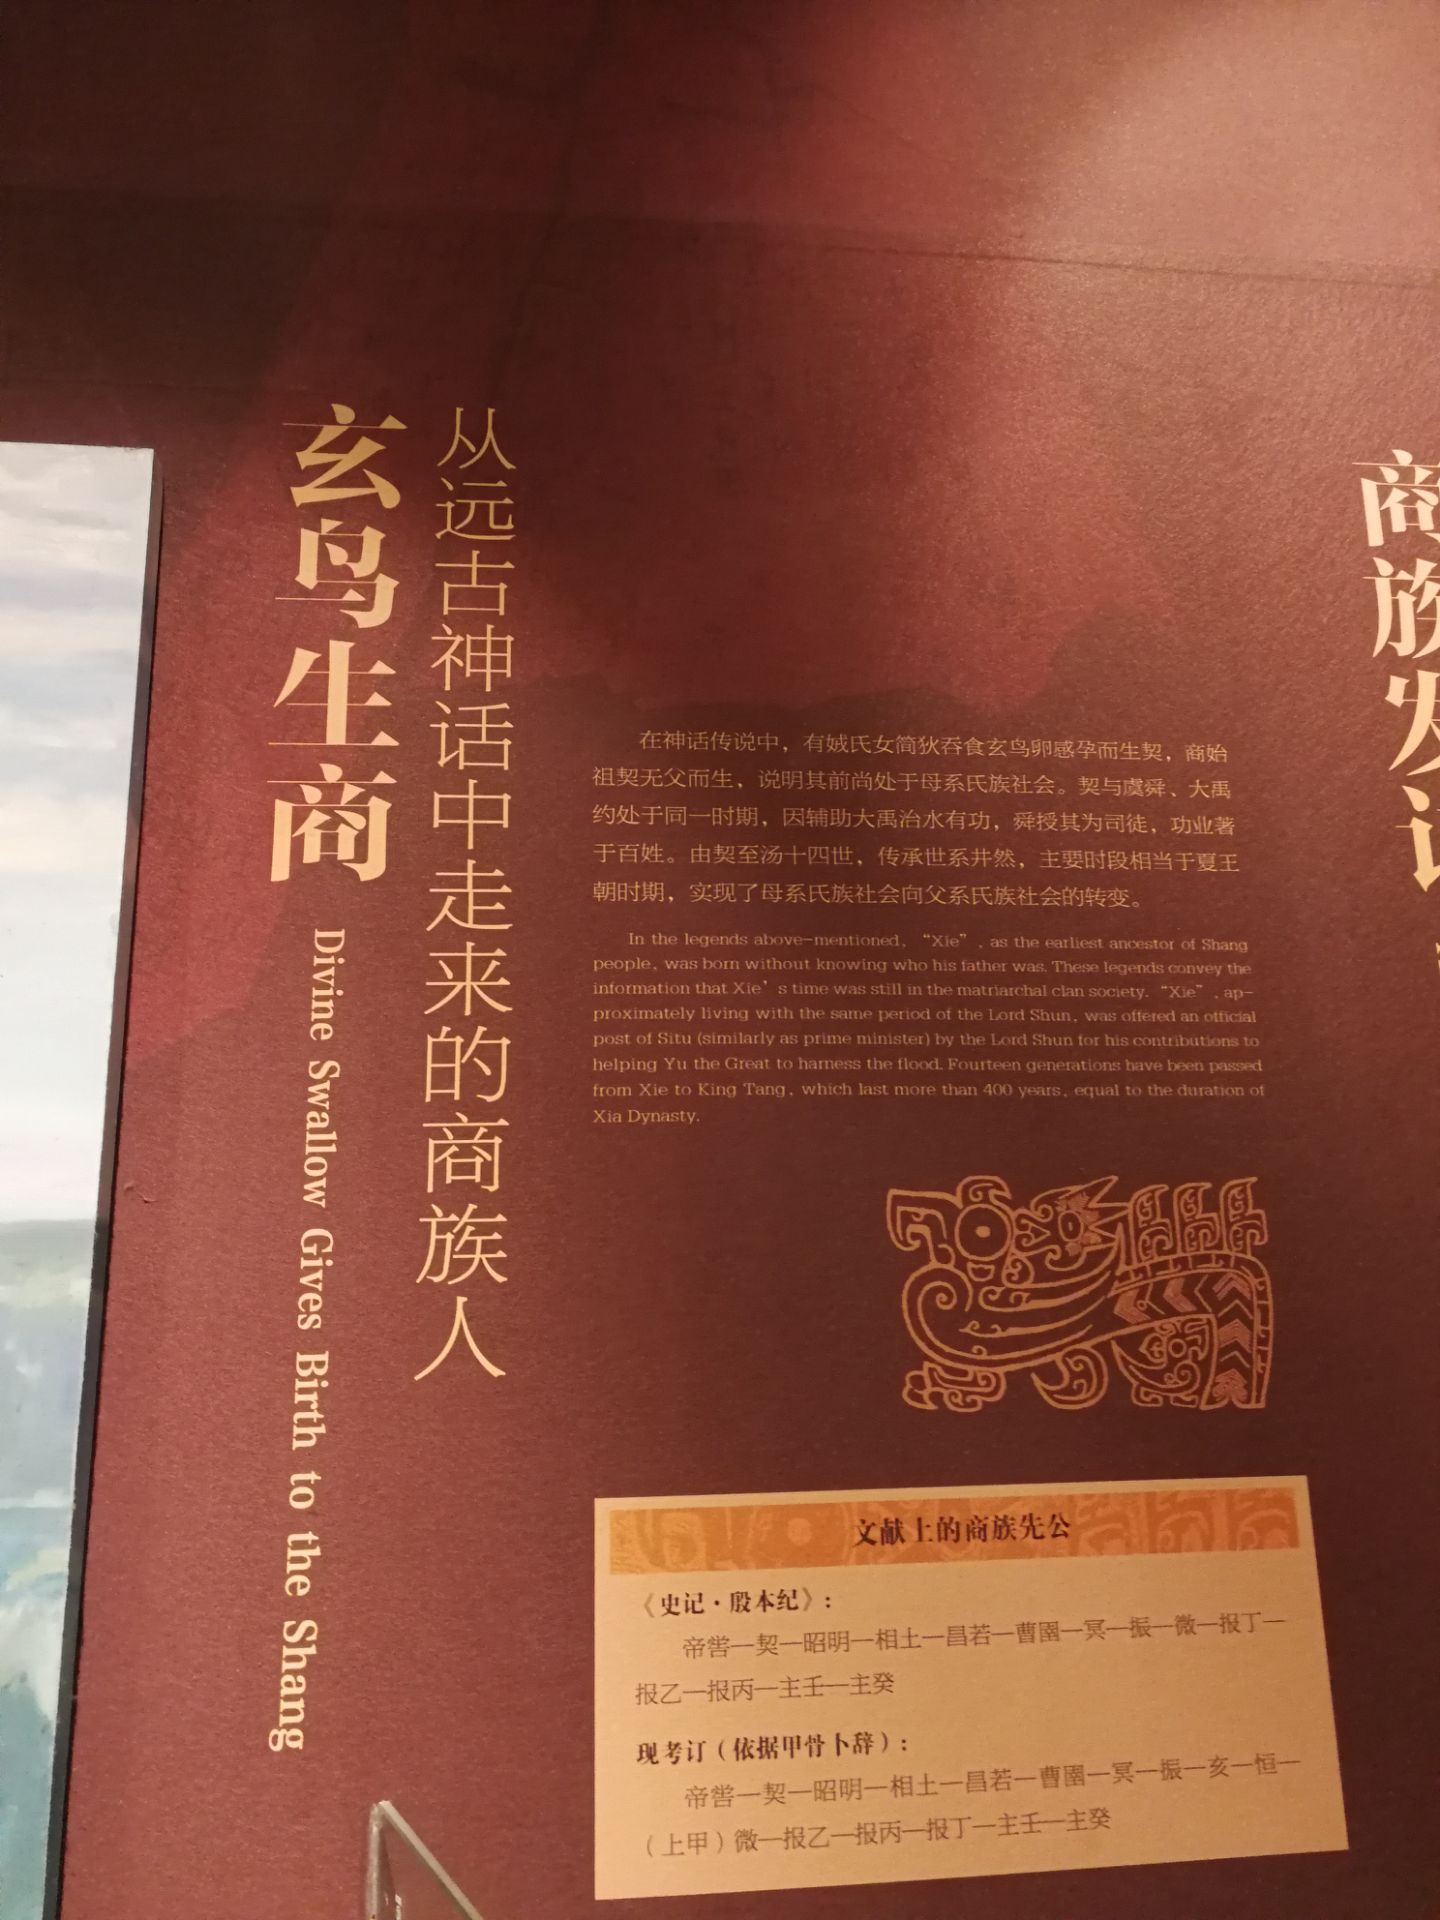 玄鸟生商
Divine Swallow Gives Birth to the Shang
从远古神话中走来的商族人
在神话传说中，有娀氏女简狄吞食玄鸟卵感孕而生契，商始
祖契无父而生，说明其前尚处于母系氏族社会。契与虞舜、大禹
约处于同一时期，因辅助大禹治水有功，舜授其为司徒，功业著
于百姓。由契至汤十四世，传承世系井然，主要时段相当于夏王
朝时期，实现了母系氏族社会向父系氏族社会的转变。
In the legends above-mentioned, “Xie”, as the earliest ancestor of Shang
people, was born without knowing who his father was. These legends convey the
information that Xie’s time was still in the matriarchal clan society. “Xie”, ap-
proximately living with the same period of the Lord Shun, was offered an official
post of Situ (similarly as prime minister) by the Lord Shun for his contributions to
helping Yu the Great to harness the flood. Fourteen generations have been passed
from Xie to King Tang, which last more than 400 years, equal to the duration of
Xia Dynasty.
文献上的商族先公
《史记·殷本纪》：
帝喾—契—昭明—相土—昌若—曹圉—冥—振—微—报丁—
报乙—报丙—主壬—主癸
现考订（依据甲骨卜辞）：
帝喾—契—昭明—相土—昌若—曹圉—冥—振—亥—恒—
（上甲）微—报乙—报丙—报丁—主壬—主癸
商族发